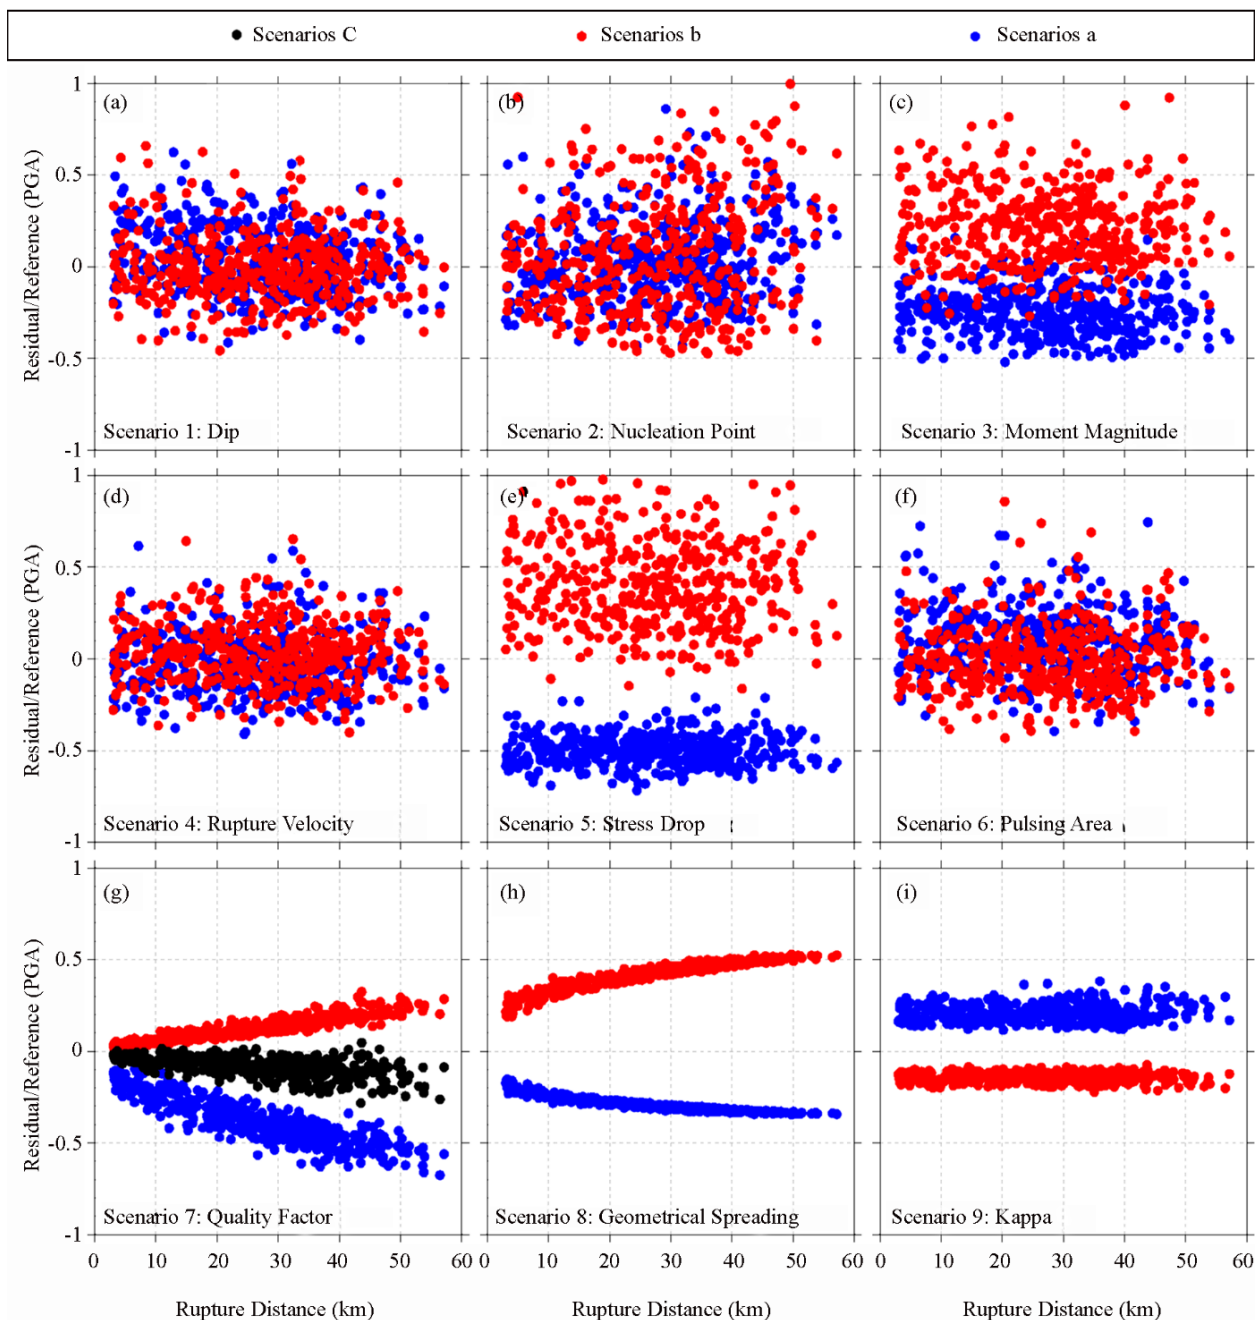 Scenarios C Scenarios b Scenarios a
1 (a) (b) (c)
0.5
0
-0.5
-1
Residual/Reference (PGA)
Scenario 1: Dip Scenario 2: Nucleation Point Scenario 3: Moment Magnitude
1 (d) (e) (f)
0.5
0
-0.5
-1
Residual/Reference (PGA)
Scenario 4: Rupture Velocity Scenario 5: Stress Drop Scenario 6: Pulsing Area
1 (g) (h) (i)
0.5
0
-0.5
-1
Residual/Reference (PGA)
Scenario 7: Quality Factor Scenario 8: Geometrical Spreading Scenario 9: Kappa
0 10 20 30 40 50 60 0 10 20 30 40 50 60 0 10 20 30 40 50 60
Rupture Distance (km) Rupture Distance (km) Rupture Distance (km)